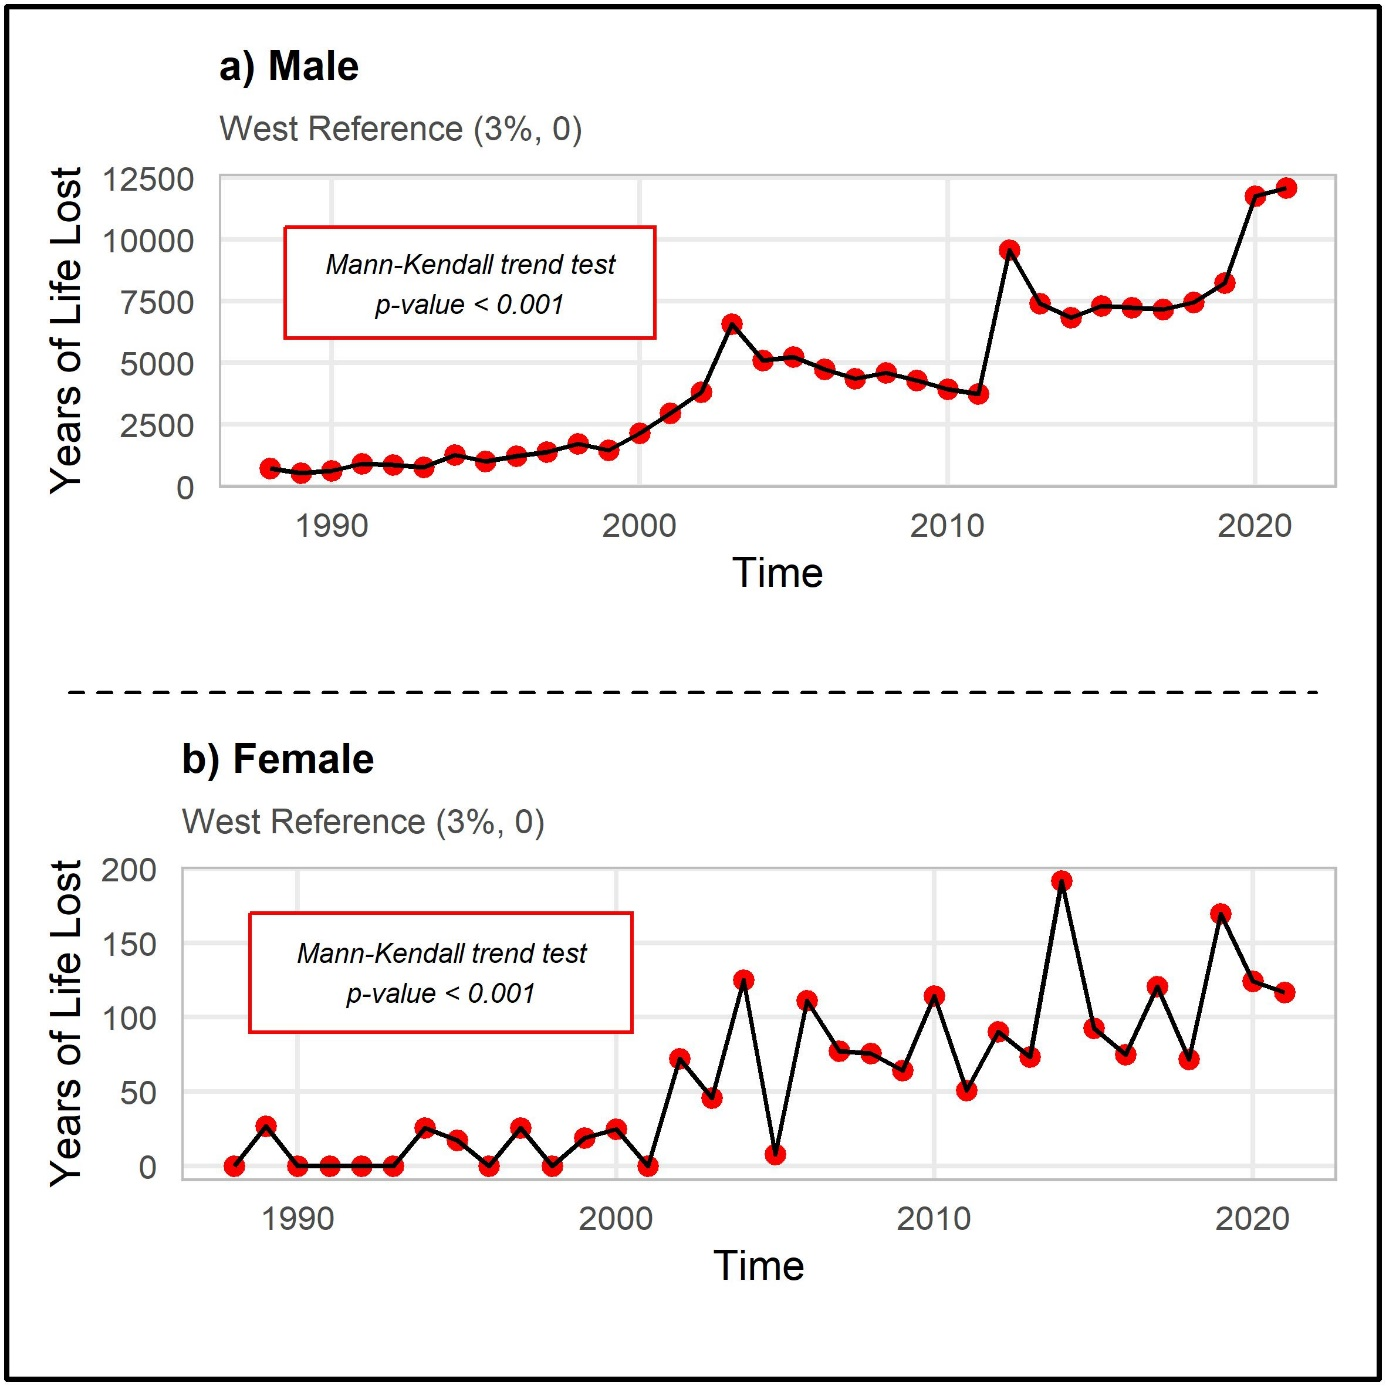 a) Male
West Reference (3%, 0)
Years of Life Lost
12500
10000
7500
5000
2500
0
Mann-Kendall trend test
p-value < 0.001
1990 2000 2010 2020
Time
b) Female
West Reference (3%, 0)
Years of Life Lost
200
150
100
50
0
Mann-Kendall trend test
p-value < 0.001
1990 2000 2010 2020
Time